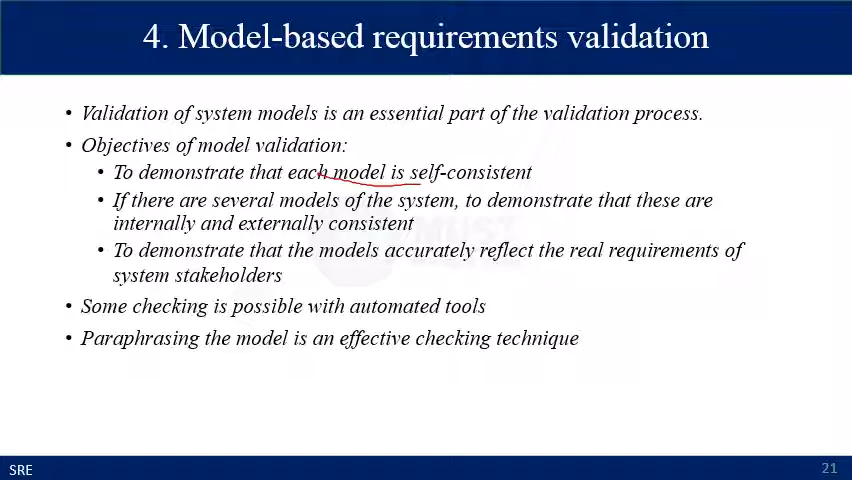 4. Model-based requirements validation
• Validation of system models is an essential part of the validation process.
• Objectives of model validation:
• To demonstrate that each model is self-consistent
• If there are several models of the system, to demonstrate that these are
internally and externally consistent
• To demonstrate that the models accurately reflect the real requirements of
system stakeholders
• Some checking is possible with automated tools
• Paraphrasing the model is an effective checking technique
SRE
21